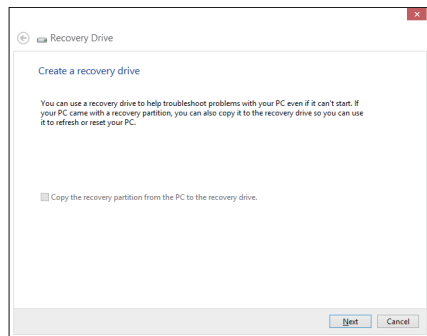 Recovery Drive
Create a recovery drive
You can use a recovery drive to help troubleshoot problems with your PC even if it can't start. If
your PC came with a recovery partition, you can also copy it to the recovery drive so you can use
it to refresh or reset your PC.
Copy the recovery partition from the PC to the recovery drive.
Next Cancel